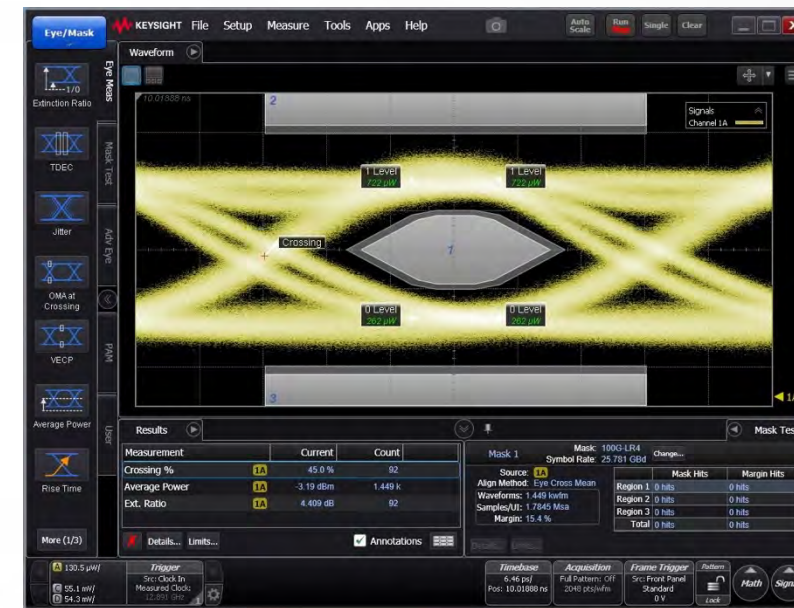 Eye/Mask
KEYSIGHT File Setup Measure Tools Apps Help
Auto Scale
Run
Single
Clear
Waveform
Eye Meas
Mask Test
Adv Eye
PAM
User
1/0
Extinction Ratio
TDEC
Jitter
OMA at
Crossing
VECP
Average Power
Rise Time
More (1/3)
10.01888 ns
2
Signals
Channel 1A
1 Level
722 µW
1 Level
722 µW
Crossing
1
0 Level
262 µW
0 Level
262 µW
3
Results
Measurement Current Count
Crossing % 1A 45.0 % 92
Average Power 1A -3.19 dBm 1.449 k
Ext. Ratio 1A 4.409 dB 92
Details... Limits...
Annotations
Mask Tes
Mask 1
Mask: 100G-LR4
Symbol Rate: 25.781 GBd
Change...
Source: 1A
Align Method: Eye Cross Mean
Waveforms: 1.449 kwfm
Samples/UI: 1.7845 Msa
Margin: 15.4 %
Mask Hits Margin Hits
Region 1 0 hits 0 hits
Region 2 0 hits 0 hits
Region 3 0 hits 0 hits
Total 0 hits 0 hits
A 130.5 µW/
C 55.1 mW/
D 54.3 mW/
Trigger
Src: Clock In
Measured Clock:
12.891 GHz
1
Timebase
6.46 ps/
Pos: 10.01888 ns
Acquisition
Full Pattern: Off
2048 pts/wfm
Frame Trigger
Src: Front Panel
Standard
0 V
Pattern
Lock
Math
Sign